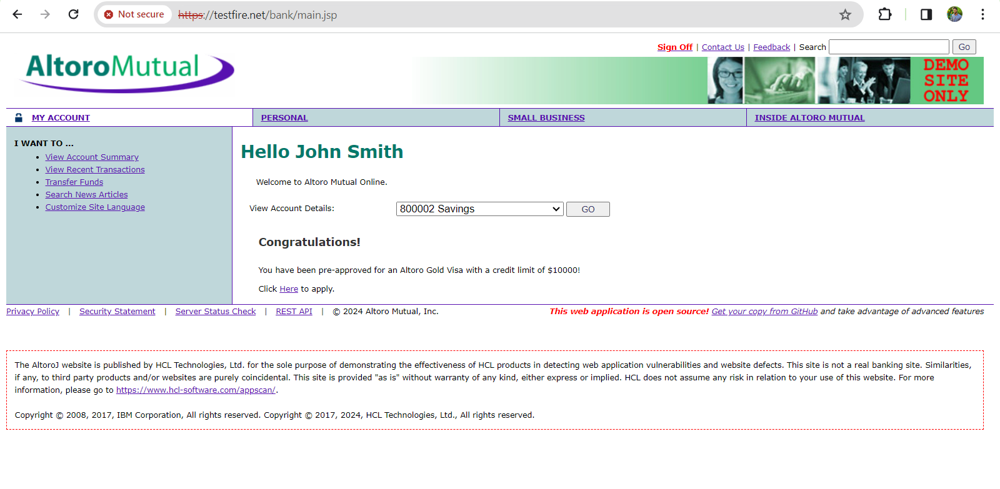 Not secure https://testfire.net/bank/main.jsp
Sign Off | Contact Us | Feedback | Search Go
AltoroMutual
DEMO
SITE
ONLY
MY ACCOUNT PERSONAL SMALL BUSINESS INSIDE ALTORO MUTUAL
I WANT TO ...
• View Account Summary
• View Recent Transactions
• Transfer Funds
• Search News Articles
• Customize Site Language
Hello John Smith
Welcome to Altoro Mutual Online.
View Account Details: 800002 Savings GO
Congratulations!
You have been pre-approved for an Altoro Gold Visa with a credit limit of $10000!
Click Here to apply.
Privacy Policy | Security Statement | Server Status Check | REST API | © 2024 Altoro Mutual, Inc. This web application is open source! Get your copy from GitHub and take advantage of advanced features
The AltoroJ website is published by HCL Technologies, Ltd. for the sole purpose of demonstrating the effectiveness of HCL products in detecting web application vulnerabilities and website defects. This site is not a real banking site. Similarities,
if any, to third party products and/or websites are purely coincidental. This site is provided "as is" without warranty of any kind, either express or implied. HCL does not assume any risk in relation to your use of this website. For more
information, please go to https://www.hcl-software.com/appscan/.
Copyright © 2008, 2017, IBM Corporation, All rights reserved. Copyright © 2017, 2024, HCL Technologies, Ltd., All rights reserved.